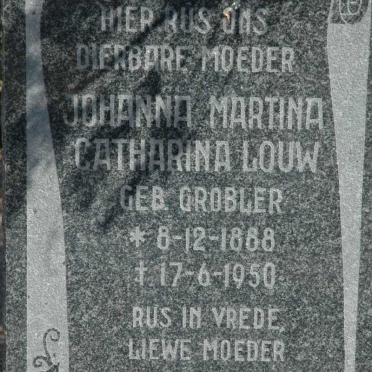 HIER RUS ONS
DIERBARE MOEDER
JOHANNA MARTINA
CATHARINA LOUW
GEB. GROBLER
* 8-12-1888
† 17-6-1950
RUS IN VREDE,
LIEWE MOEDER